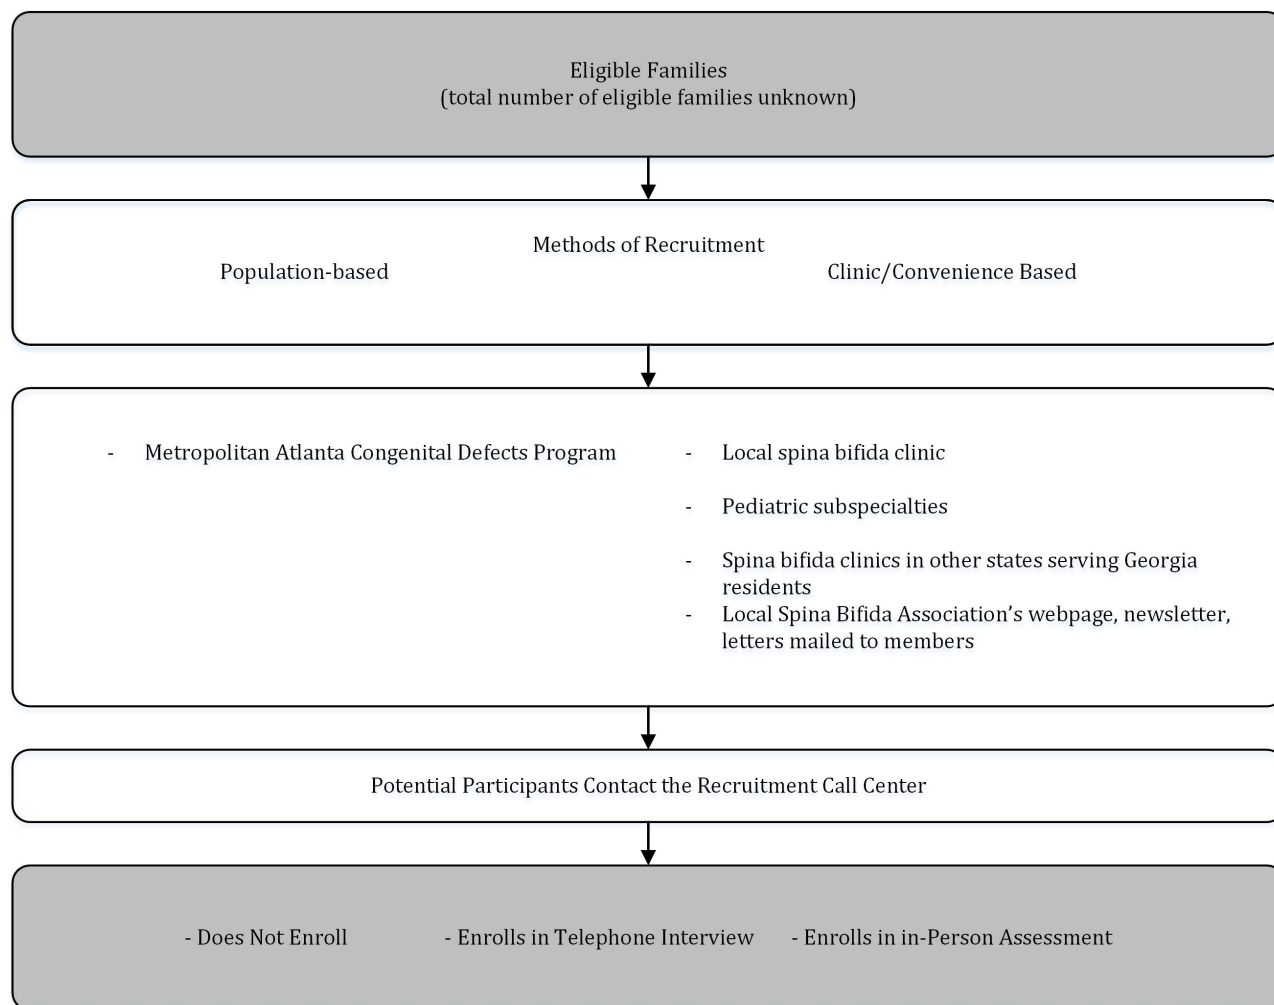 Eligible Families
(total number of eligible families unknown)
Methods of Recruitment
Population-based
Clinic/Convenience Based
- Metropolitan Atlanta Congenital Defects Program
- Local spina bifida clinic
- Pediatric subspecialties
- Spina bifida clinics in other states serving Georgia
residents
- Local Spina Bifida Association’s webpage, newsletter,
letters mailed to members
Potential Participants Contact the Recruitment Call Center
- Does Not Enroll
- Enrolls in Telephone Interview
- Enrolls in in-Person Assessment